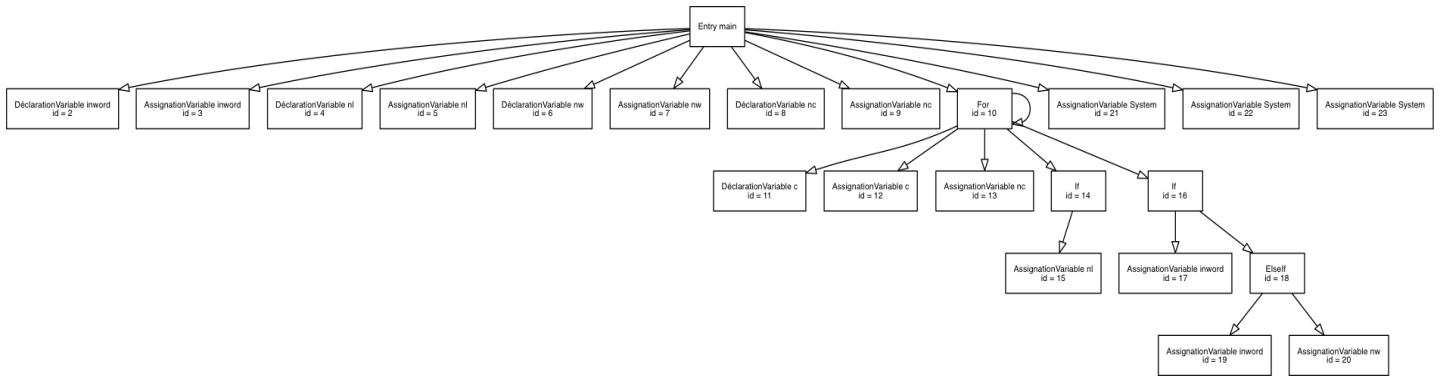 Entry main
DéclarationVariable inword
id = 2
AssignationVariable inword
id = 3
DéclarationVariable nl
id = 4
AssignationVariable nl
id = 5
DéclarationVariable nw
id = 6
AssignationVariable nw
id = 7
DéclarationVariable nc
id = 8
AssignationVariable nc
id = 9
For
id = 10
AssignationVariable System
id = 21
AssignationVariable System
id = 22
AssignationVariable System
id = 23
DéclarationVariable c
id = 11
AssignationVariable c
id = 12
AssignationVariable nc
id = 13
If
id = 14
If
id = 16
AssignationVariable nl
id = 15
AssignationVariable inword
id = 17
ElseIf
id = 18
AssignationVariable inword
id = 19
AssignationVariable nw
id = 20